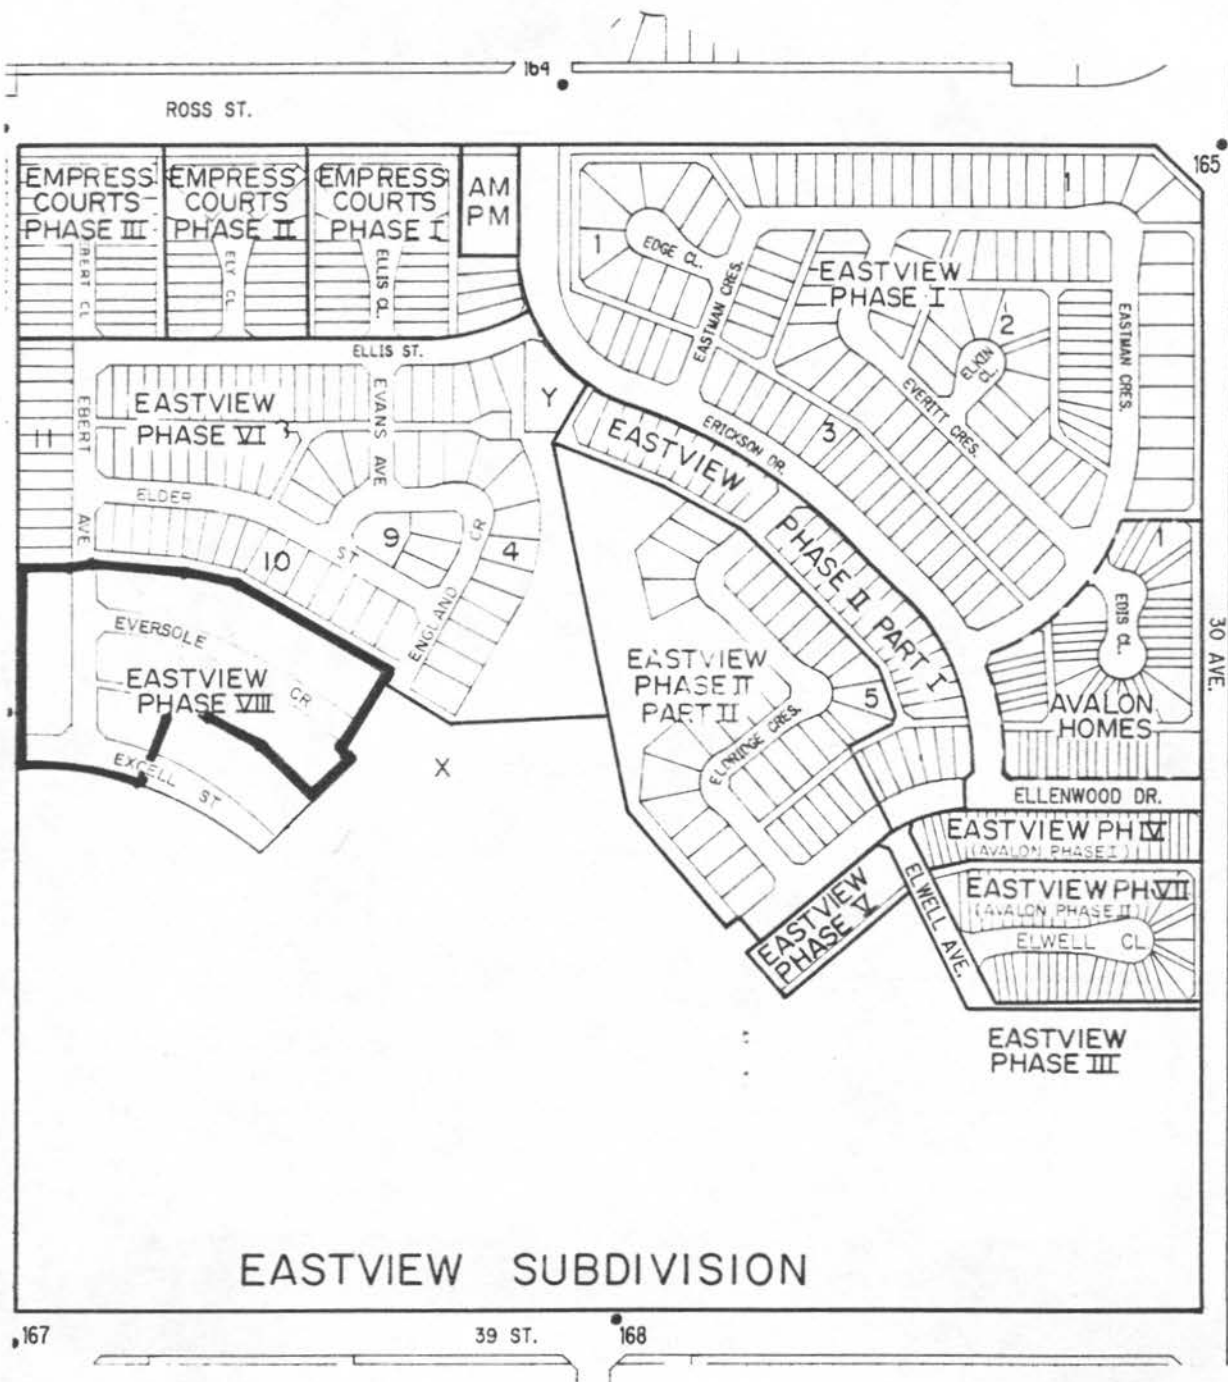 164
ROSS ST.
165
EMPRESS
COURTS
PHASE III
EMPRESS
COURTS
PHASE II
EMPRESS
COURTS
PHASE I
AM
PM
1
1
EDGE CL.
EASTMAN CRES.
EASTVIEW
PHASE I
2
ELKIN
CL.
EVERITT CRES.
EASTMAN CRES.
BERT CL
ELY CL
ELLIS CL.
ELLIS ST.
EASTVIEW
PHASE VI
EVANS AVE
Y
11
EBERT AVE
ELDER ST
9
10
4
ENGLAND CR
ERICKSON DR.
3
EASTVIEW
PHASE II PART I
1
EDIS CL.
30 AVE.
AVALON
HOMES
EVERSOLE CR
EASTVIEW
PHASE VIII
EXCELL ST
X
EASTVIEW
PHASE II
PART II
5
ELDRIDGE CRES.
ELLENWOOD DR.
EASTVIEW PH IV
(AVALON PHASE I)
EASTVIEW PH VII
(AVALON PHASE II)
ELWELL CL
ELWELL AVE.
EASTVIEW
PHASE V
EASTVIEW
PHASE III
EASTVIEW SUBDIVISION
167
39 ST.
168